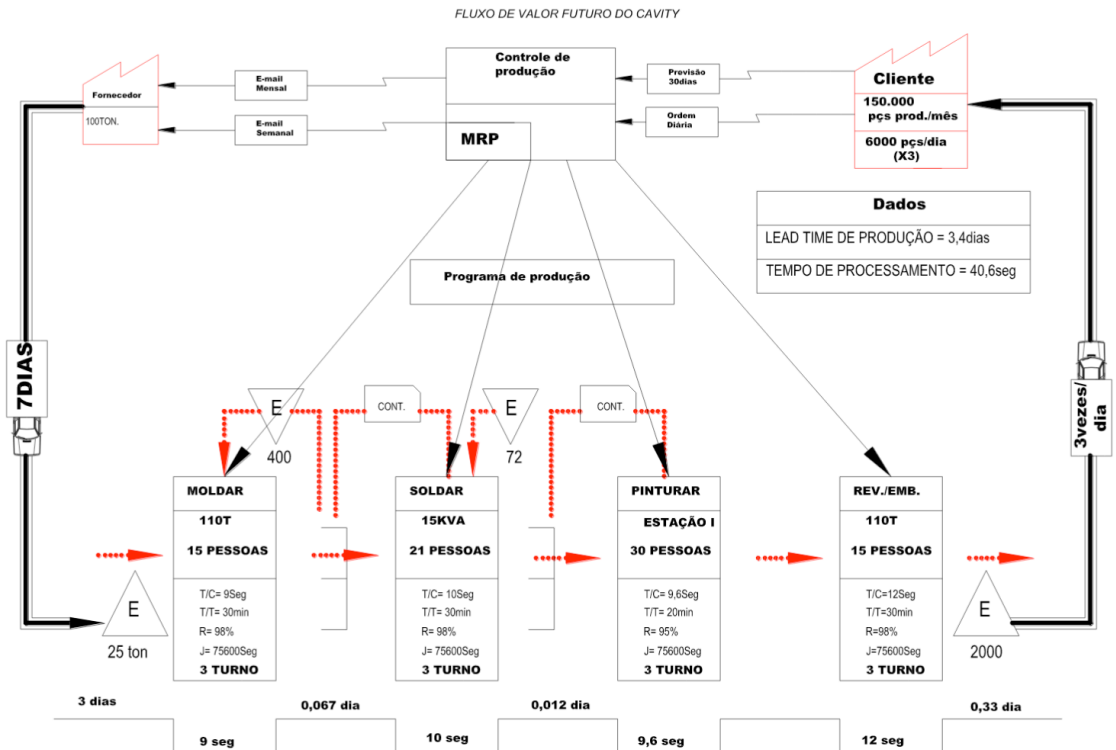 FLUXO DE VALOR FUTURO DO CAVITY
Fornecedor
100TON.
E-mail
Mensal
E-mail
Semanal
Controle de
produção
MRP
Previsão
30dias
Ordem
Diária
Cliente
150.000
pçs prod./mês
6000 pçs/dia
(X3)
Dados
LEAD TIME DE PRODUÇÃO = 3,4dias
TEMPO DE PROCESSAMENTO = 40,6seg
Programa de produção
7DIAS
3vezes/
dia
E
400
CONT.
E
72
CONT.
MOLDAR
110T
15 PESSOAS
T/C= 9Seg
T/T= 30min
R= 98%
J= 75600Seg
3 TURNO
SOLDAR
15KVA
21 PESSOAS
T/C= 10Seg
T/T= 30min
R= 98%
J= 75600Seg
3 TURNO
PINTURAR
ESTAÇÃO I
30 PESSOAS
T/C= 9,6Seg
T/T= 20min
R= 95%
J= 75600Seg
3 TURNO
REV./EMB.
110T
15 PESSOAS
T/C=12Seg
T/T=30min
R=98%
J=75600Seg
3 TURNO
E
25 ton
E
2000
3 dias
0,067 dia
0,012 dia
0,33 dia
9 seg
10 seg
9,6 seg
12 seg